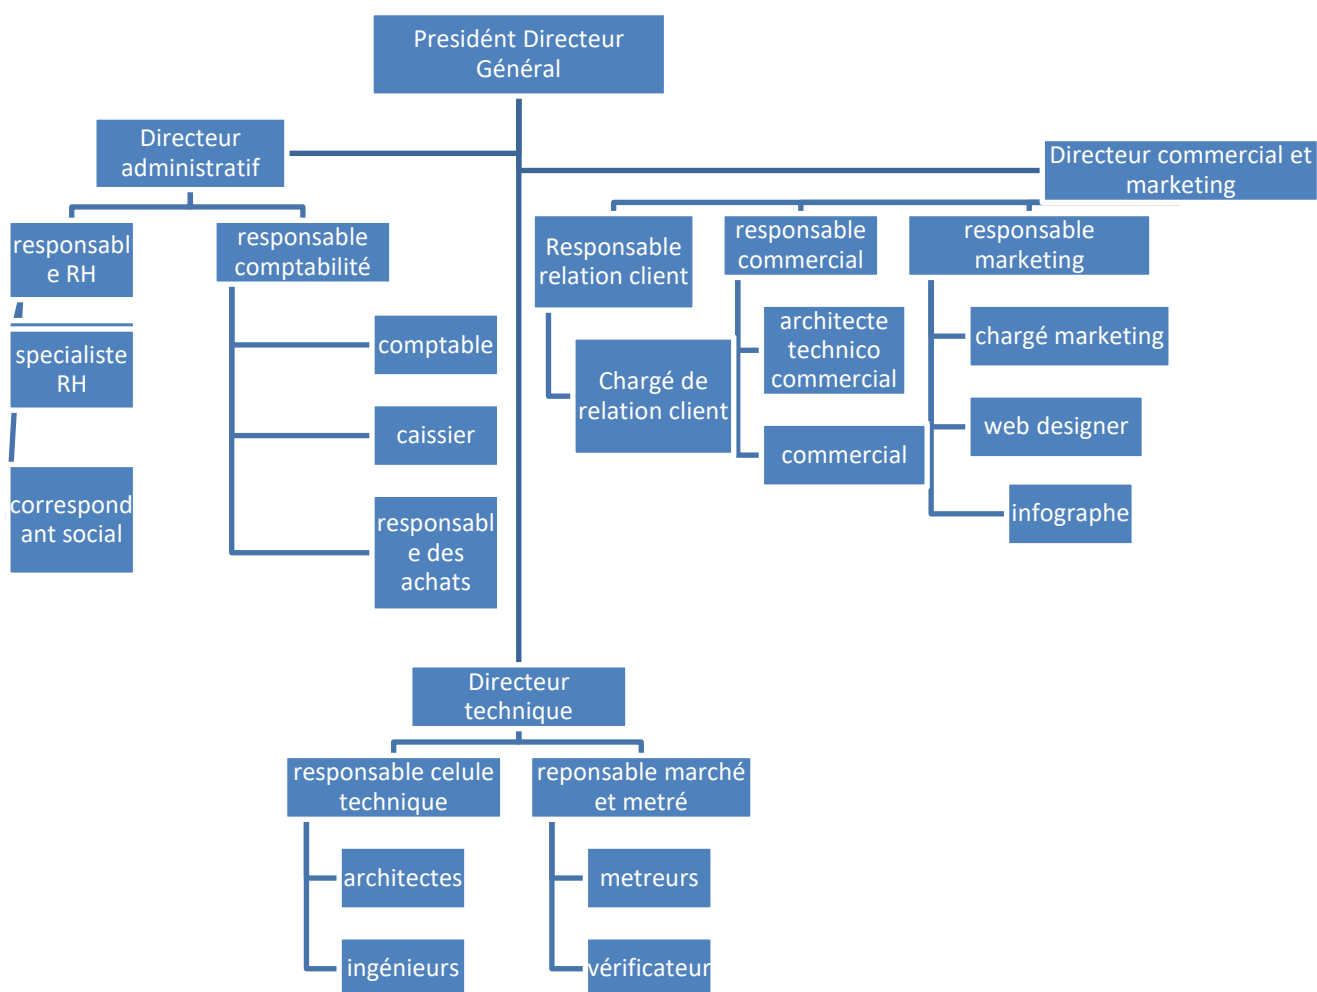 Presidént Directeur
Général
Directeur
administratif
Directeur commercial et
marketing
responsabl
e RH
responsable
comptabilité
Responsable
relation client
responsable
commercial
responsable
marketing
specialiste
RH
correspond
ant social
comptable
caissier
responsabl
e des
achats
Chargé de
relation client
architecte
technico
commercial
commercial
chargé marketing
web designer
infographe
Directeur
technique
responsable celule
technique
reponsable marché
et metré
architectes
ingénieurs
metreurs
vérificateur